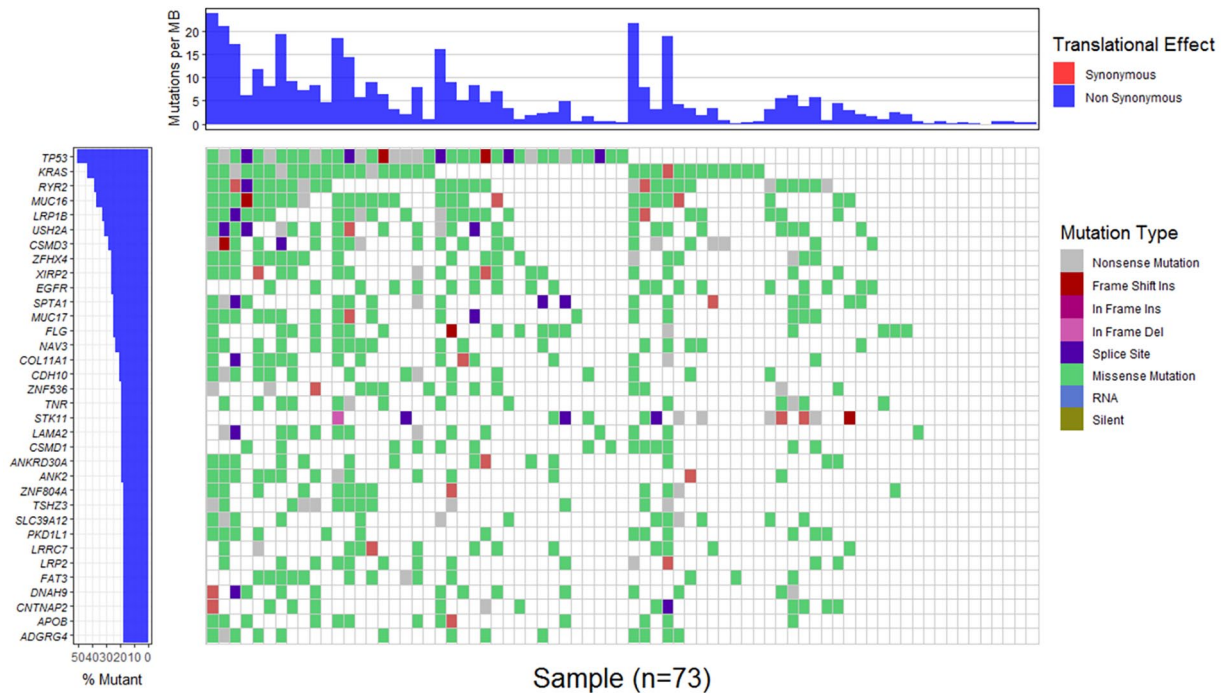 Mutations per MB
20
15
10
5
0
Translational Effect
Synonymous
Non Synonymous
TP53
KRAS
RYR2
MUC16
LRP1B
USH2A
CSMD3
ZFHX4
XIRP2
EGFR
SPTA1
MUC17
FLG
NAV3
COL11A1
CDH10
ZNF536
TNR
STK11
LAMA2
CSMD1
ANKRD30A
ANK2
ZNF804A
TSHZ3
SLC39A12
PKD1L1
LRRC7
LRP2
FAT3
DNAH9
CNTNAP2
APOB
ADGRG4
5040302010 0
% Mutant
Sample (n=73)
Mutation Type
Nonsense Mutation
Frame Shift Ins
In Frame Ins
In Frame Del
Splice Site
Missense Mutation
RNA
Silent